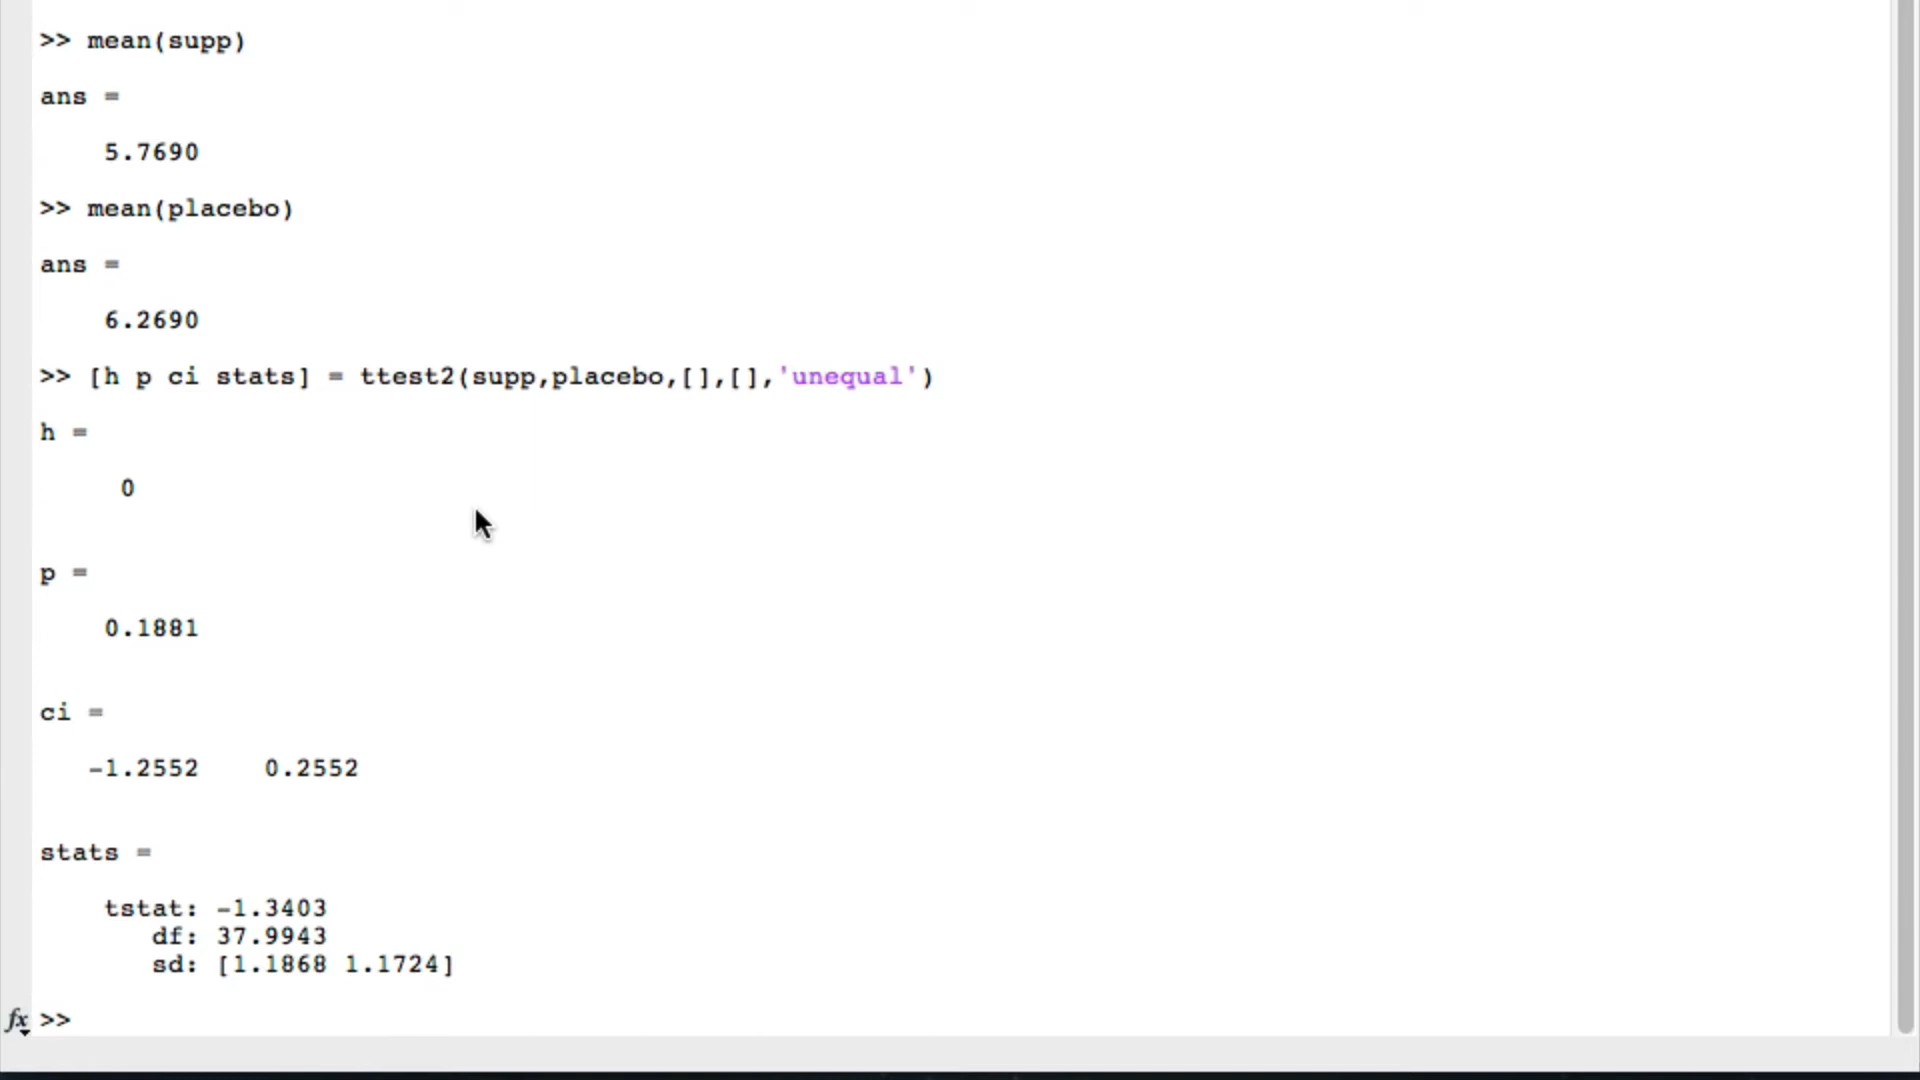 >> mean(supp)
ans =
5.7690
>> mean(placebo)
ans =
6.2690
>> [h p ci stats] = ttest2(supp,placebo,[],[],'unequal')
h =
0
p =
0.1881
ci =
-1.2552 0.2552
stats =
tstat: -1.3403
df: 37.9943
sd: [1.1868 1.1724]
fx >>